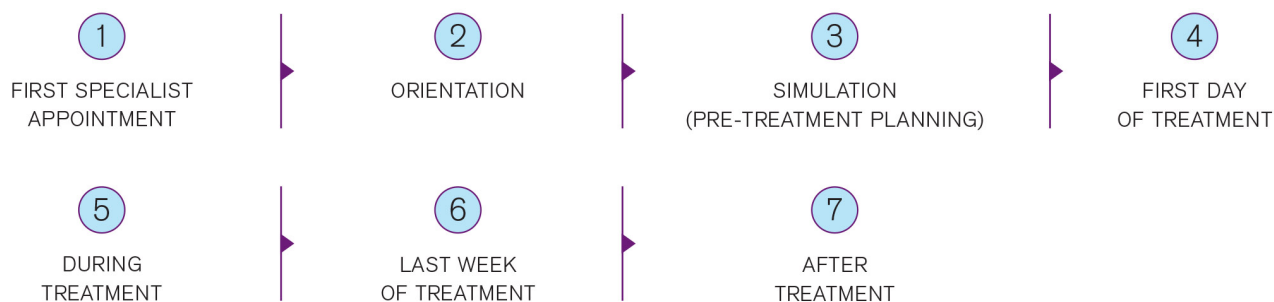 1
FIRST SPECIALIST
APPOINTMENT
2
ORIENTATION
3
SIMULATION
(PRE-TREATMENT PLANNING)
4
FIRST DAY
OF TREATMENT
5
DURING
TREATMENT
6
LAST WEEK
OF TREATMENT
7
AFTER
TREATMENT